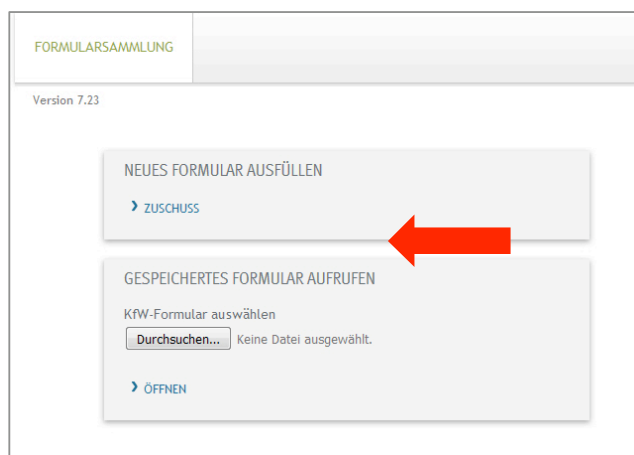 FORMULARSAMMLUNG
Version 7.23
NEUES FORMULAR AUSFÜLLEN
› ZUSCHUSS
GESPEICHERTES FORMULAR AUFRUFEN
KfW-Formular auswählen
Durchsuchen... Keine Datei ausgewählt.
› ÖFFNEN